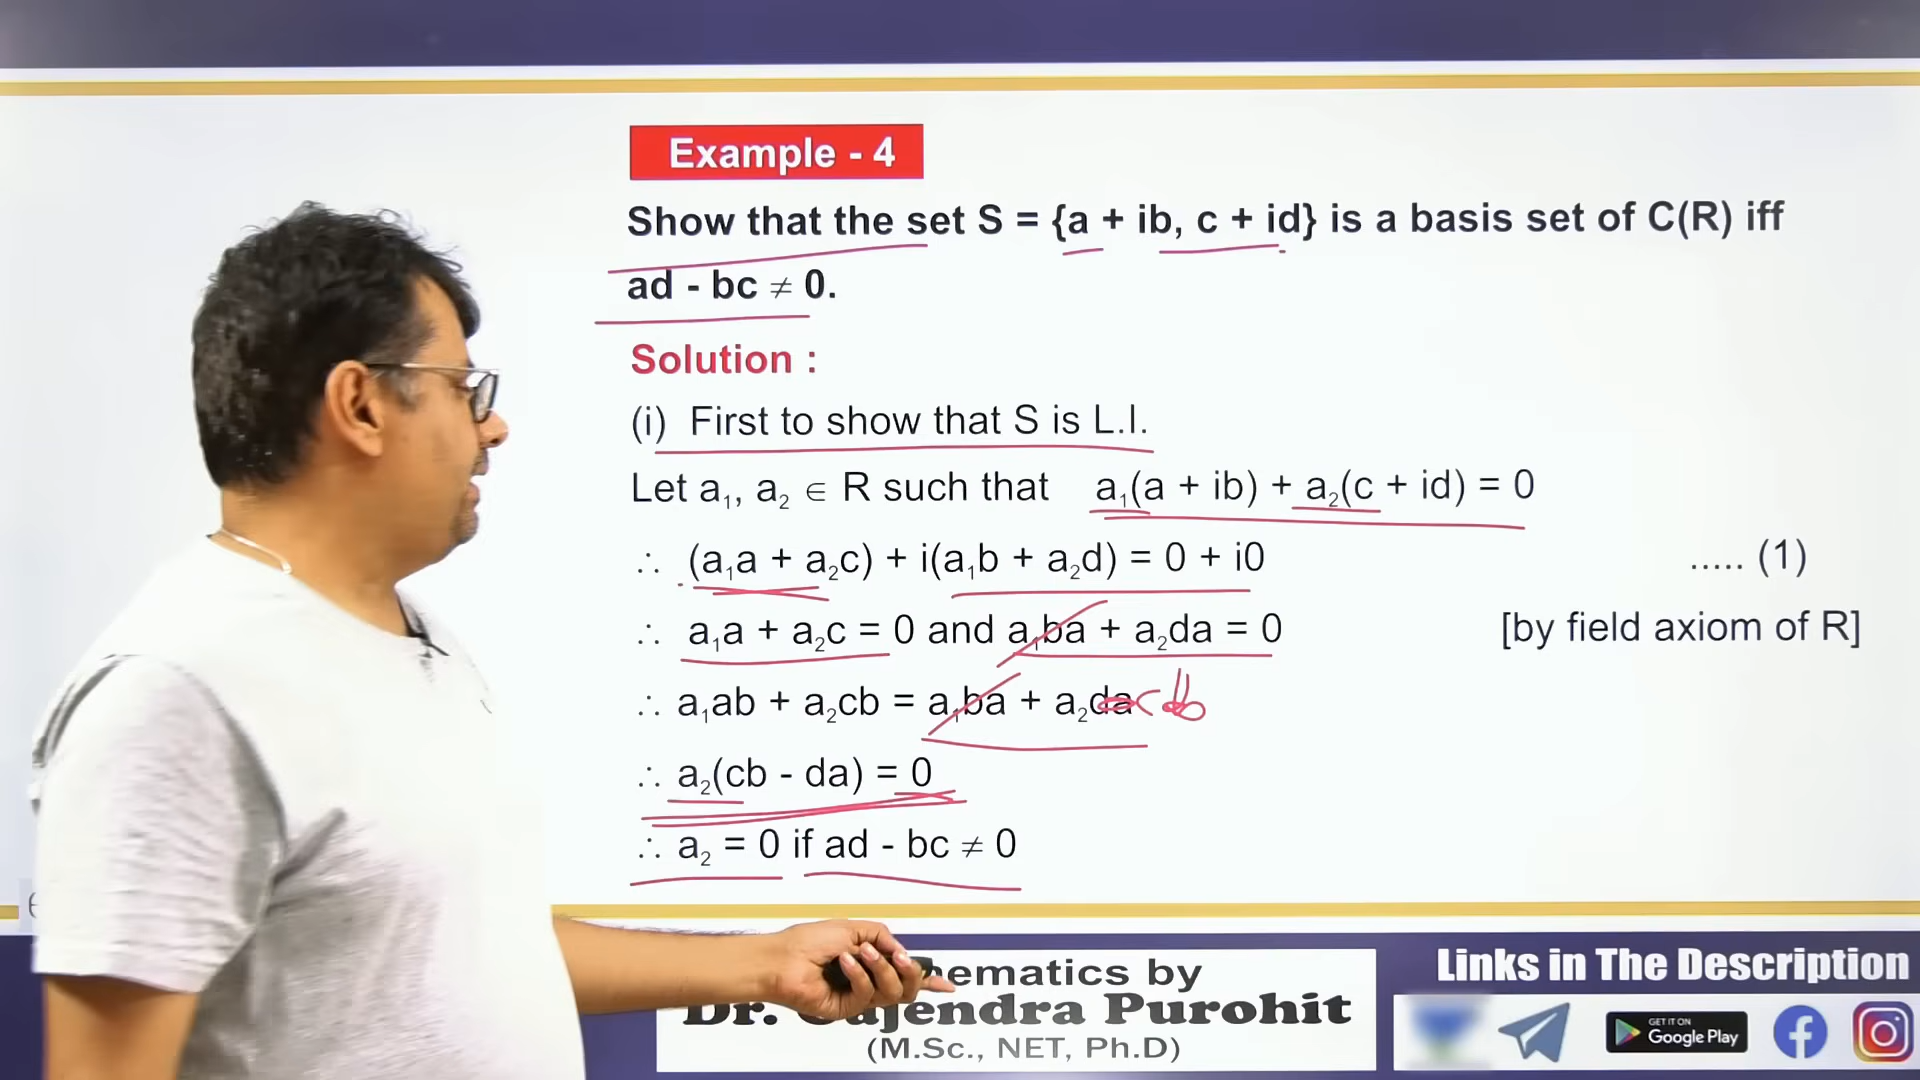 Example - 4
Show that the set S = {a + ib, c + id} is a basis set of C(R) iff
ad - bc ≠ 0.
Solution :
(i) First to show that S is L.I.
Let a₁, a₂ ∈ R such that a₁(a + ib) + a₂(c + id) = 0
∴ (a₁a + a₂c) + i(a₁b + a₂d) = 0 + i0 ..... (1)
∴ a₁a + a₂c = 0 and a₁ba + a₂da = 0 [by field axiom of R]
∴ a₁ab + a₂cb = a₁ba + a₂da
∴ a₂(cb - da) = 0
∴ a₂ = 0 if ad - bc ≠ 0
by
Dr. Purohit
(M.Sc., NET, Ph.D)
Links in The Description
GET IT ON
Google Play